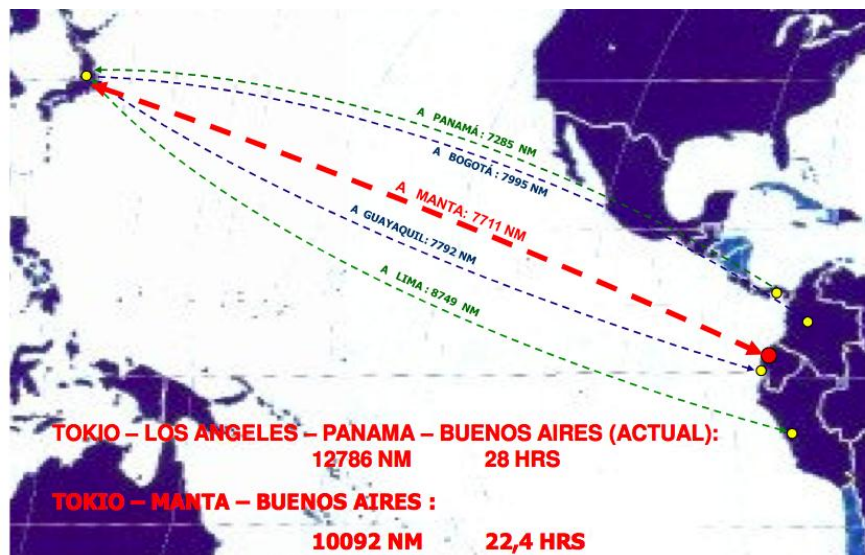 A PANAMÁ: 7285 NM
A BOGOTÁ: 7995 NM
A MANTA: 7711 NM
A GUAYAQUIL: 7792 NM
A LIMA: 8749 NM
TOKIO – LOS ANGELES – PANAMA – BUENOS AIRES (ACTUAL):
12786 NM 28 HRS
TOKIO – MANTA – BUENOS AIRES :
10092 NM 22,4 HRS